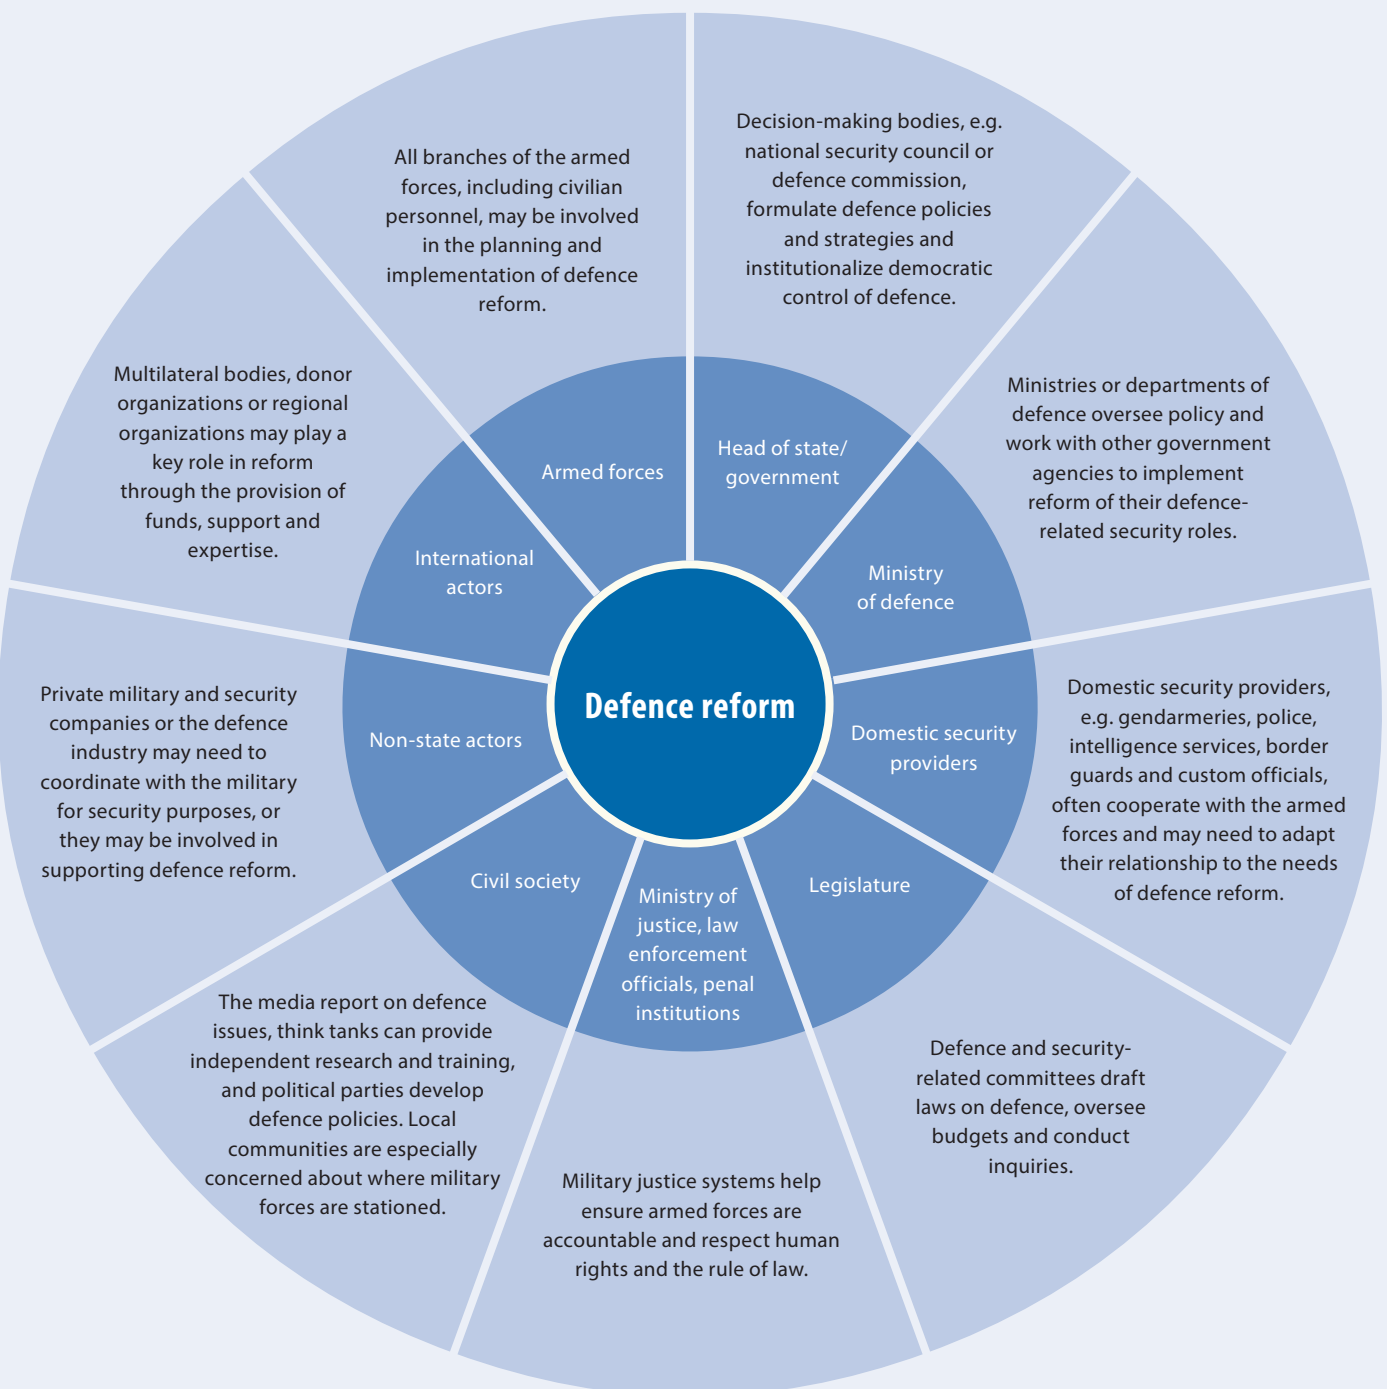 Defence reform
Head of state/
government
Decision-making bodies, e.g.
national security council or
defence commission,
formulate defence policies
and strategies and
institutionalize democratic
control of defence.
Ministry
of defence
Ministries or departments of
defence oversee policy and
work with other government
agencies to implement
reform of their defence-
related security roles.
Domestic security
providers
Domestic security providers,
e.g. gendarmeries, police,
intelligence services, border
guards and custom officials,
often cooperate with the armed
forces and may need to adapt
their relationship to the needs
of defence reform.
Legislature
Defence and security-
related committees draft
laws on defence, oversee
budgets and conduct
inquiries.
Ministry of
justice, law
enforcement
officials, penal
institutions
Military justice systems help
ensure armed forces are
accountable and respect human
rights and the rule of law.
Civil society
The media report on defence
issues, think tanks can provide
independent research and training,
and political parties develop
defence policies. Local
communities are especially
concerned about where military
forces are stationed.
Non-state actors
Private military and security
companies or the defence
industry may need to
coordinate with the military
for security purposes, or
they may be involved in
supporting defence reform.
International
actors
Multilateral bodies, donor
organizations or regional
organizations may play a
key role in reform
through the provision of
funds, support and
expertise.
Armed forces
All branches of the armed
forces, including civilian
personnel, may be involved
in the planning and
implementation of defence
reform.